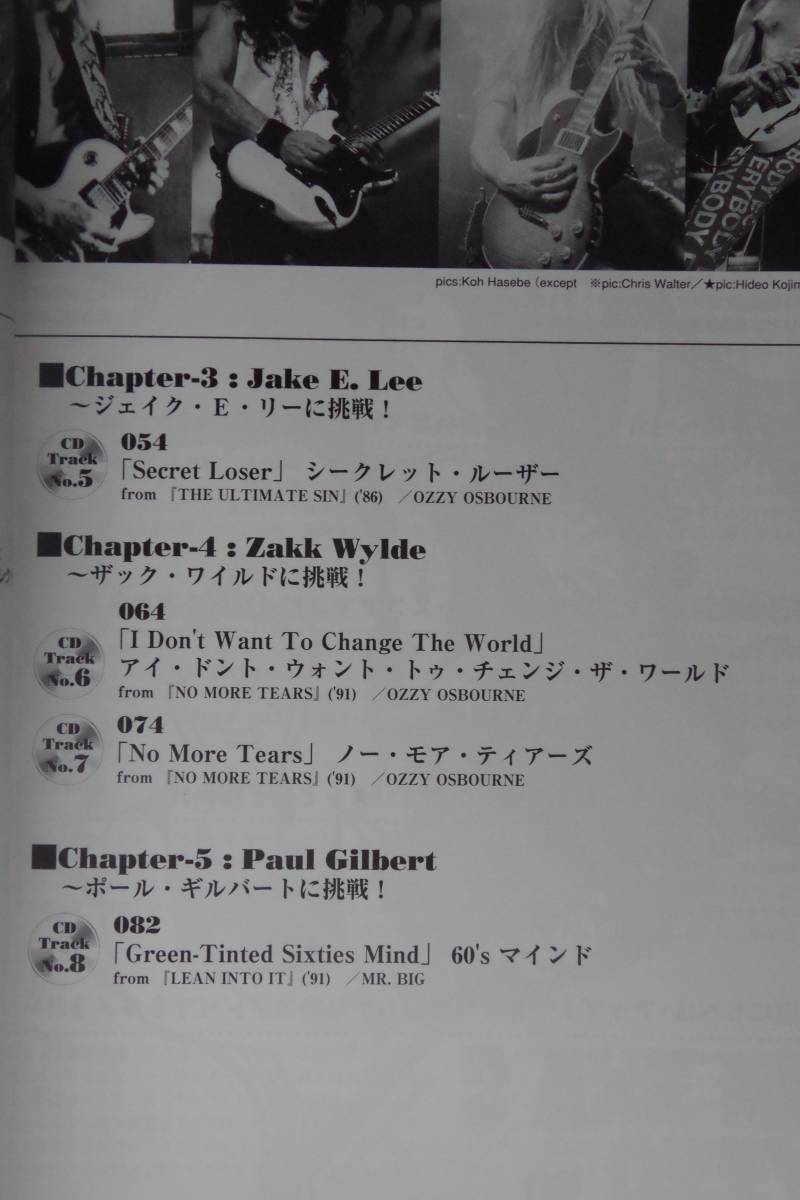 BODY
ERYBODY
EYBODY
pics:Koh Hasebe (except ※pic:Chris Walter／★pic:Hideo Kojim
■Chapter-3 : Jake E. Lee
～ジェイク・E・リーに挑戦！
CD Track No.5
054
「Secret Loser」 シークレット・ルーザー
from 『THE ULTIMATE SIN』('86) ／OZZY OSBOURNE
■Chapter-4 : Zakk Wylde
～ザック・ワイルドに挑戦！
064
CD Track No.6
「I Don't Want To Change The World」
アイ・ドント・ウォント・トゥ・チェンジ・ザ・ワールド
from 『NO MORE TEARS』('91) ／OZZY OSBOURNE
CD Track No.7
074
「No More Tears」 ノー・モア・ティアーズ
from 『NO MORE TEARS』('91) ／OZZY OSBOURNE
■Chapter-5 : Paul Gilbert
～ポール・ギルバートに挑戦！
CD Track No.8
082
「Green-Tinted Sixties Mind」 60's マインド
from 『LEAN INTO IT』('91) ／MR. BIG